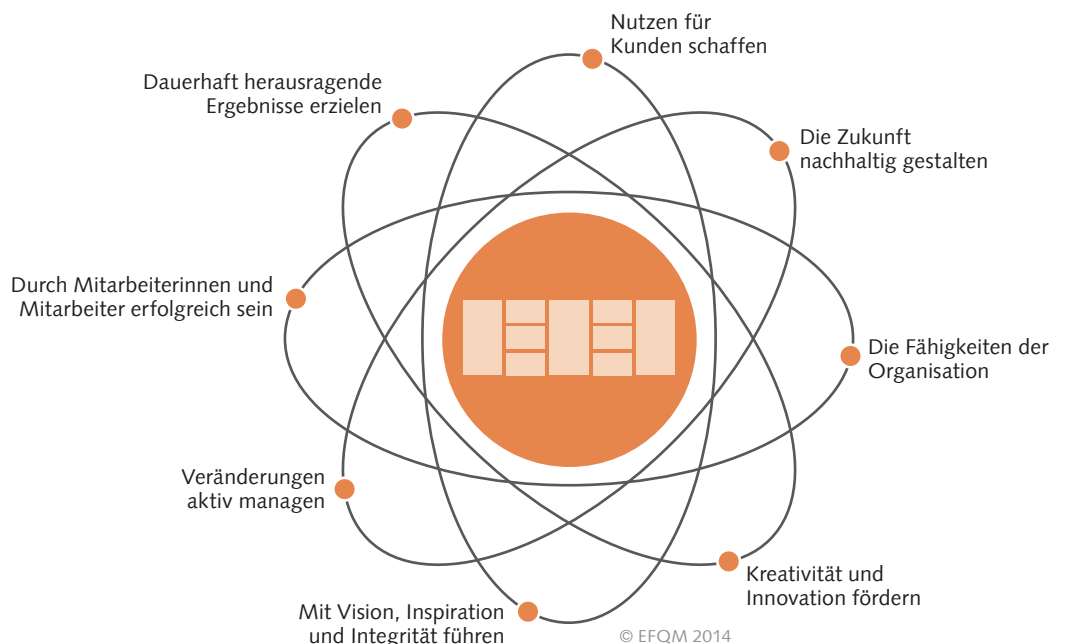 Nutzen für
Kunden schaffen
Dauerhaft herausragende
Ergebnisse erzielen
Die Zukunft
nachhaltig gestalten
Durch Mitarbeiterinnen und
Mitarbeiter erfolgreich sein
Die Fähigkeiten der
Organisation
Veränderungen
aktiv managen
Kreativität und
Innovation fördern
Mit Vision, Inspiration
und Integrität führen
© EFQM 2014